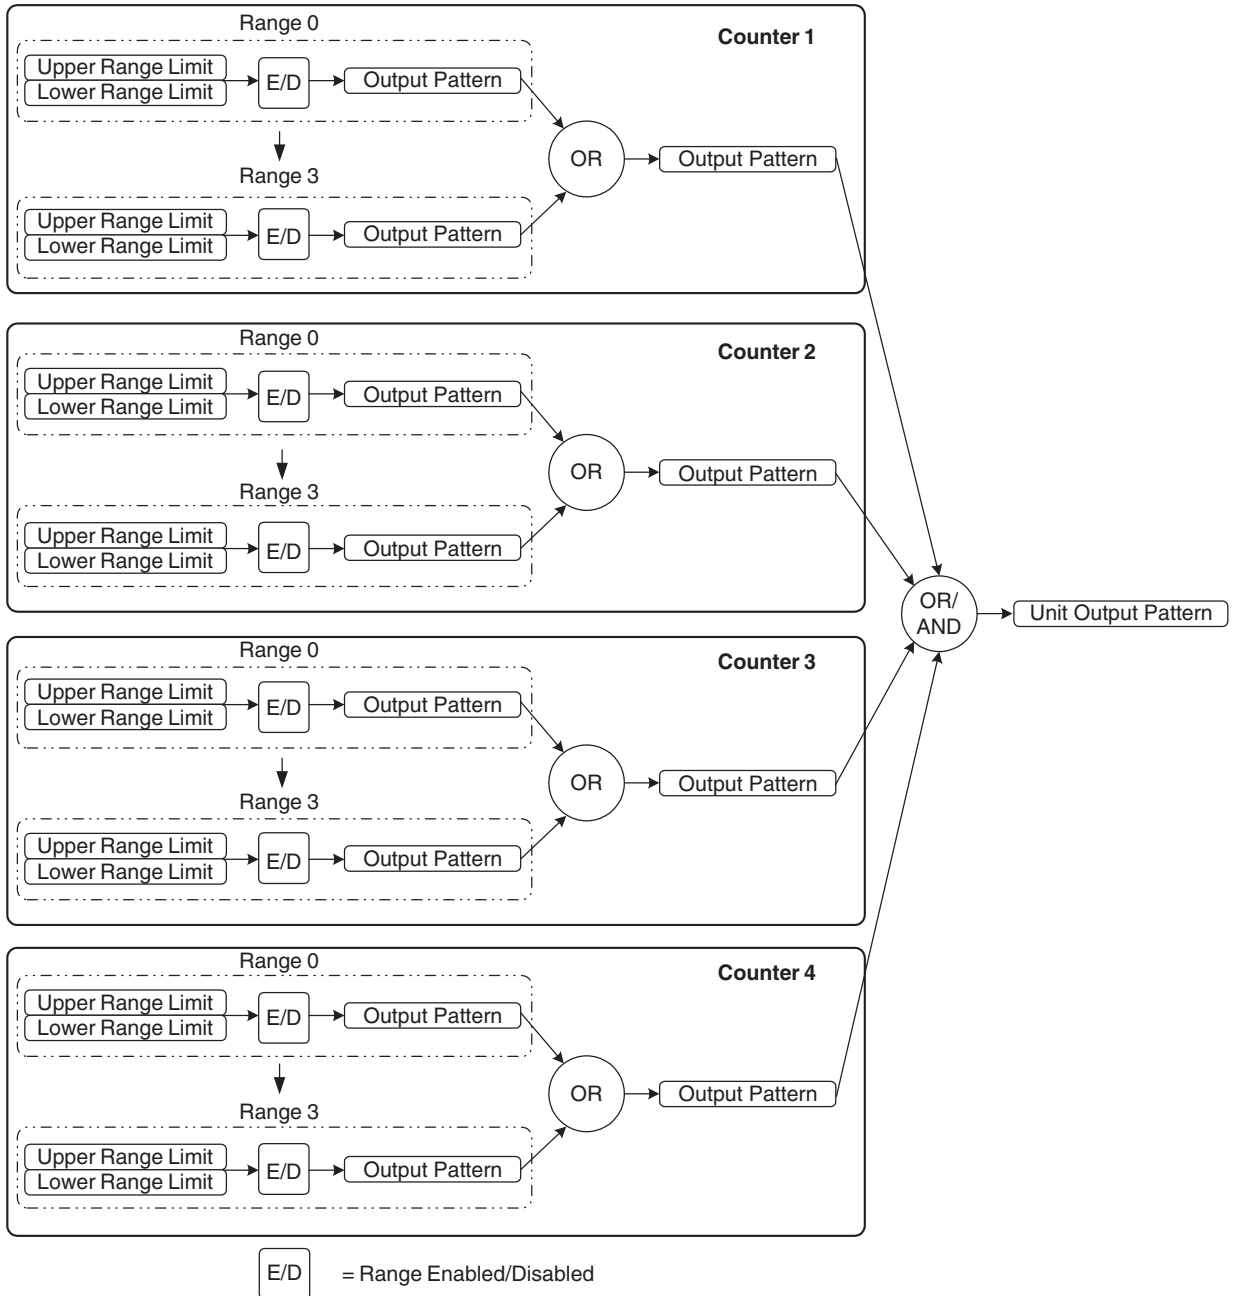 Range 0
Counter 1
Upper Range Limit
Lower Range Limit
E/D
Output Pattern
OR
Output Pattern
Range 3
Upper Range Limit
Lower Range Limit
E/D
Output Pattern
Range 0
Counter 2
Upper Range Limit
Lower Range Limit
E/D
Output Pattern
OR
Output Pattern
Range 3
Upper Range Limit
Lower Range Limit
E/D
Output Pattern
OR/
AND
Unit Output Pattern
Range 0
Counter 3
Upper Range Limit
Lower Range Limit
E/D
Output Pattern
OR
Output Pattern
Range 3
Upper Range Limit
Lower Range Limit
E/D
Output Pattern
Range 0
Counter 4
Upper Range Limit
Lower Range Limit
E/D
Output Pattern
OR
Output Pattern
Range 3
Upper Range Limit
Lower Range Limit
E/D
Output Pattern
E/D = Range Enabled/Disabled